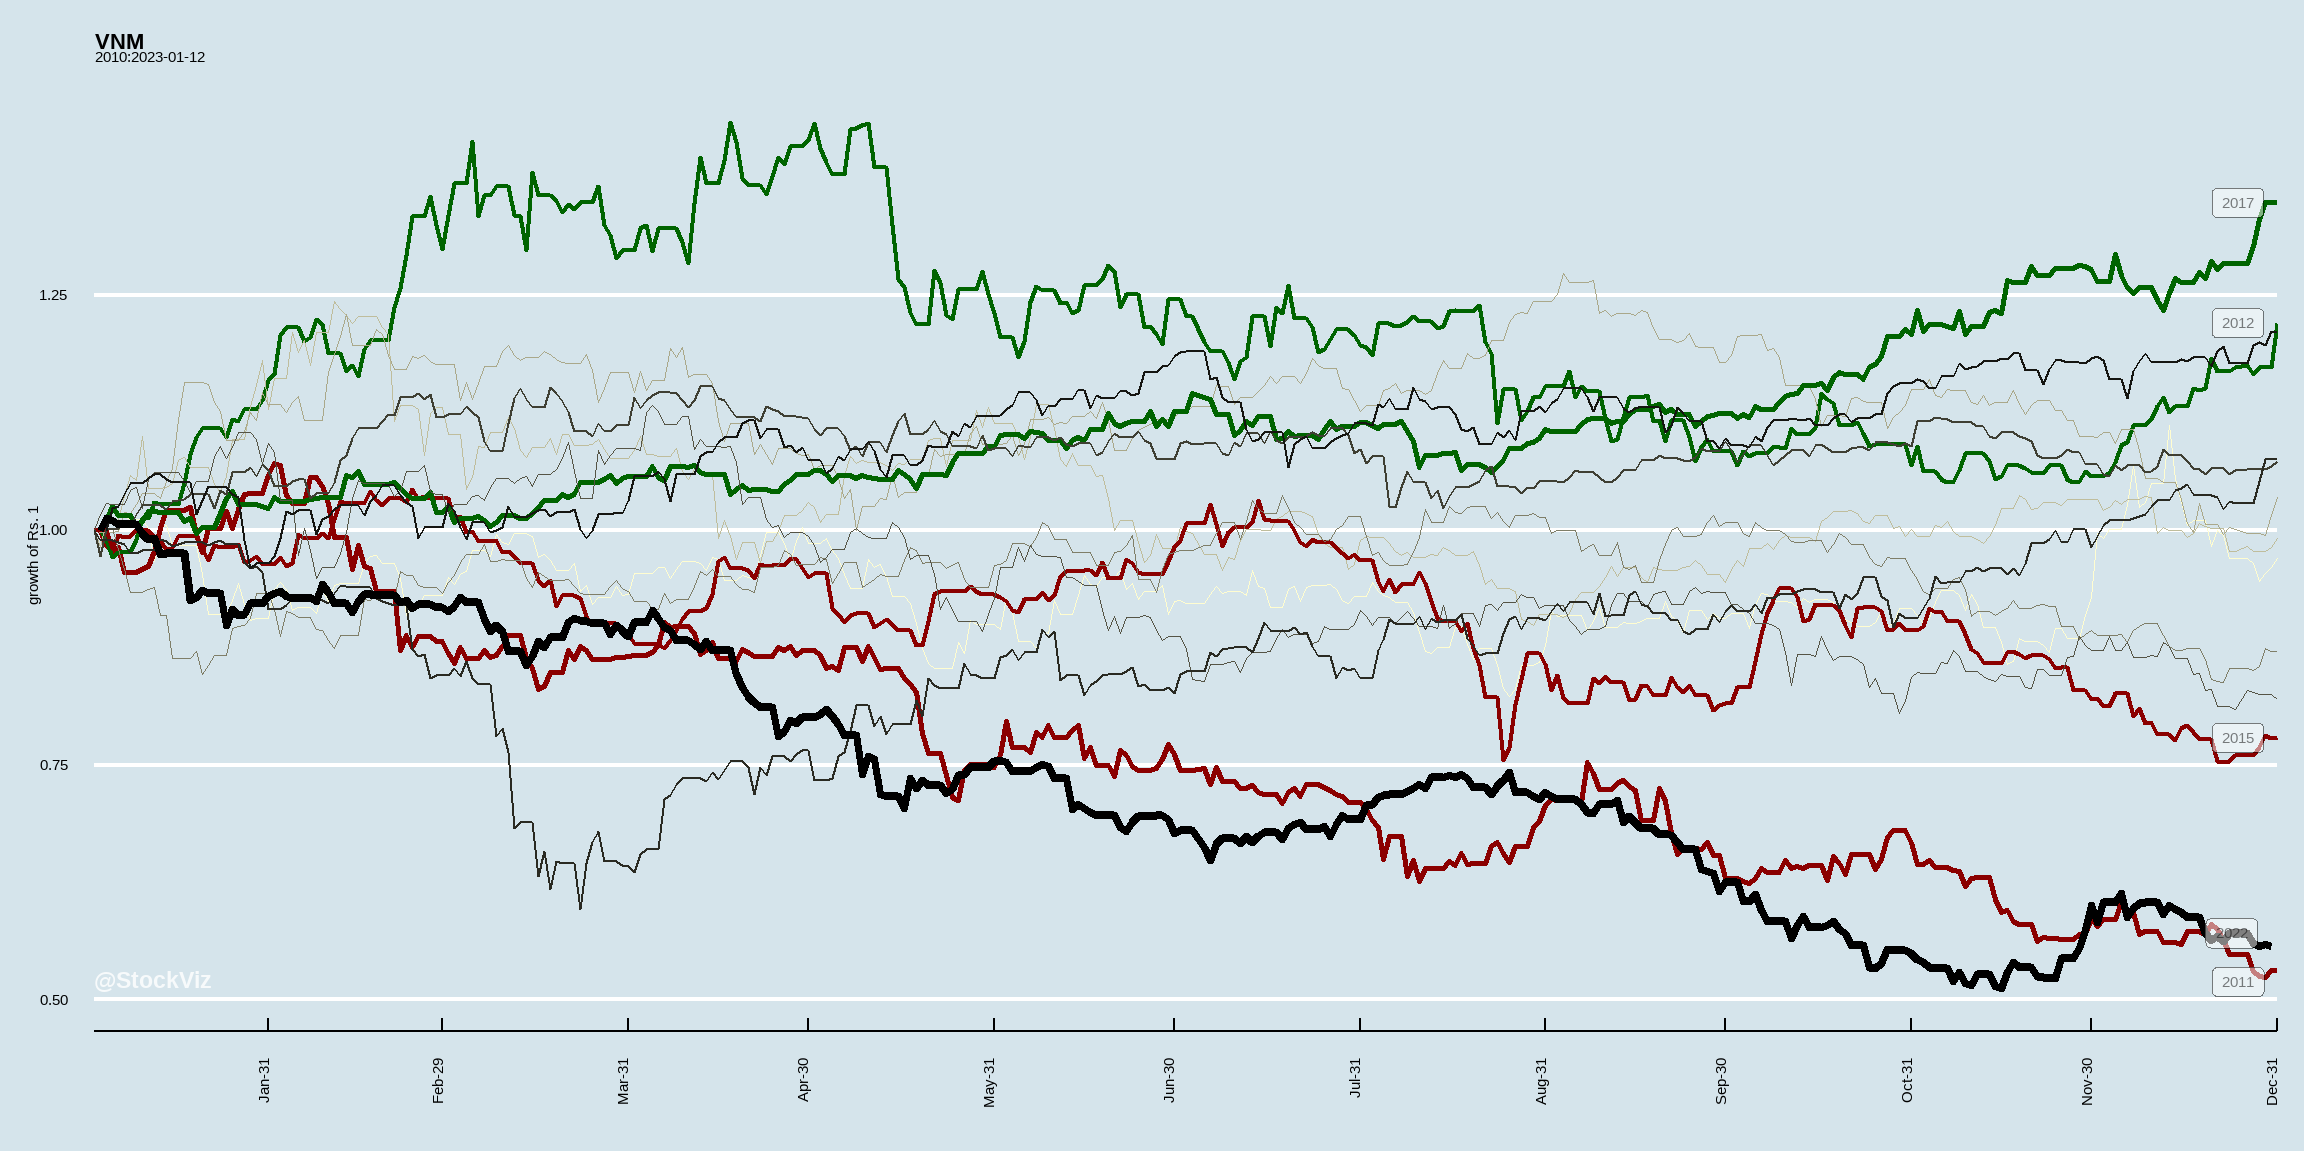 VNM
2010:2023-01-12
growth of Rs. 1
1.25
1.00
0.75
0.50
2017
2012
2015
2022
2011
@StockViz
Jan-31
Feb-29
Mar-31
Apr-30
May-31
Jun-30
Jul-31
Aug-31
Sep-30
Oct-31
Nov-30
Dec-31